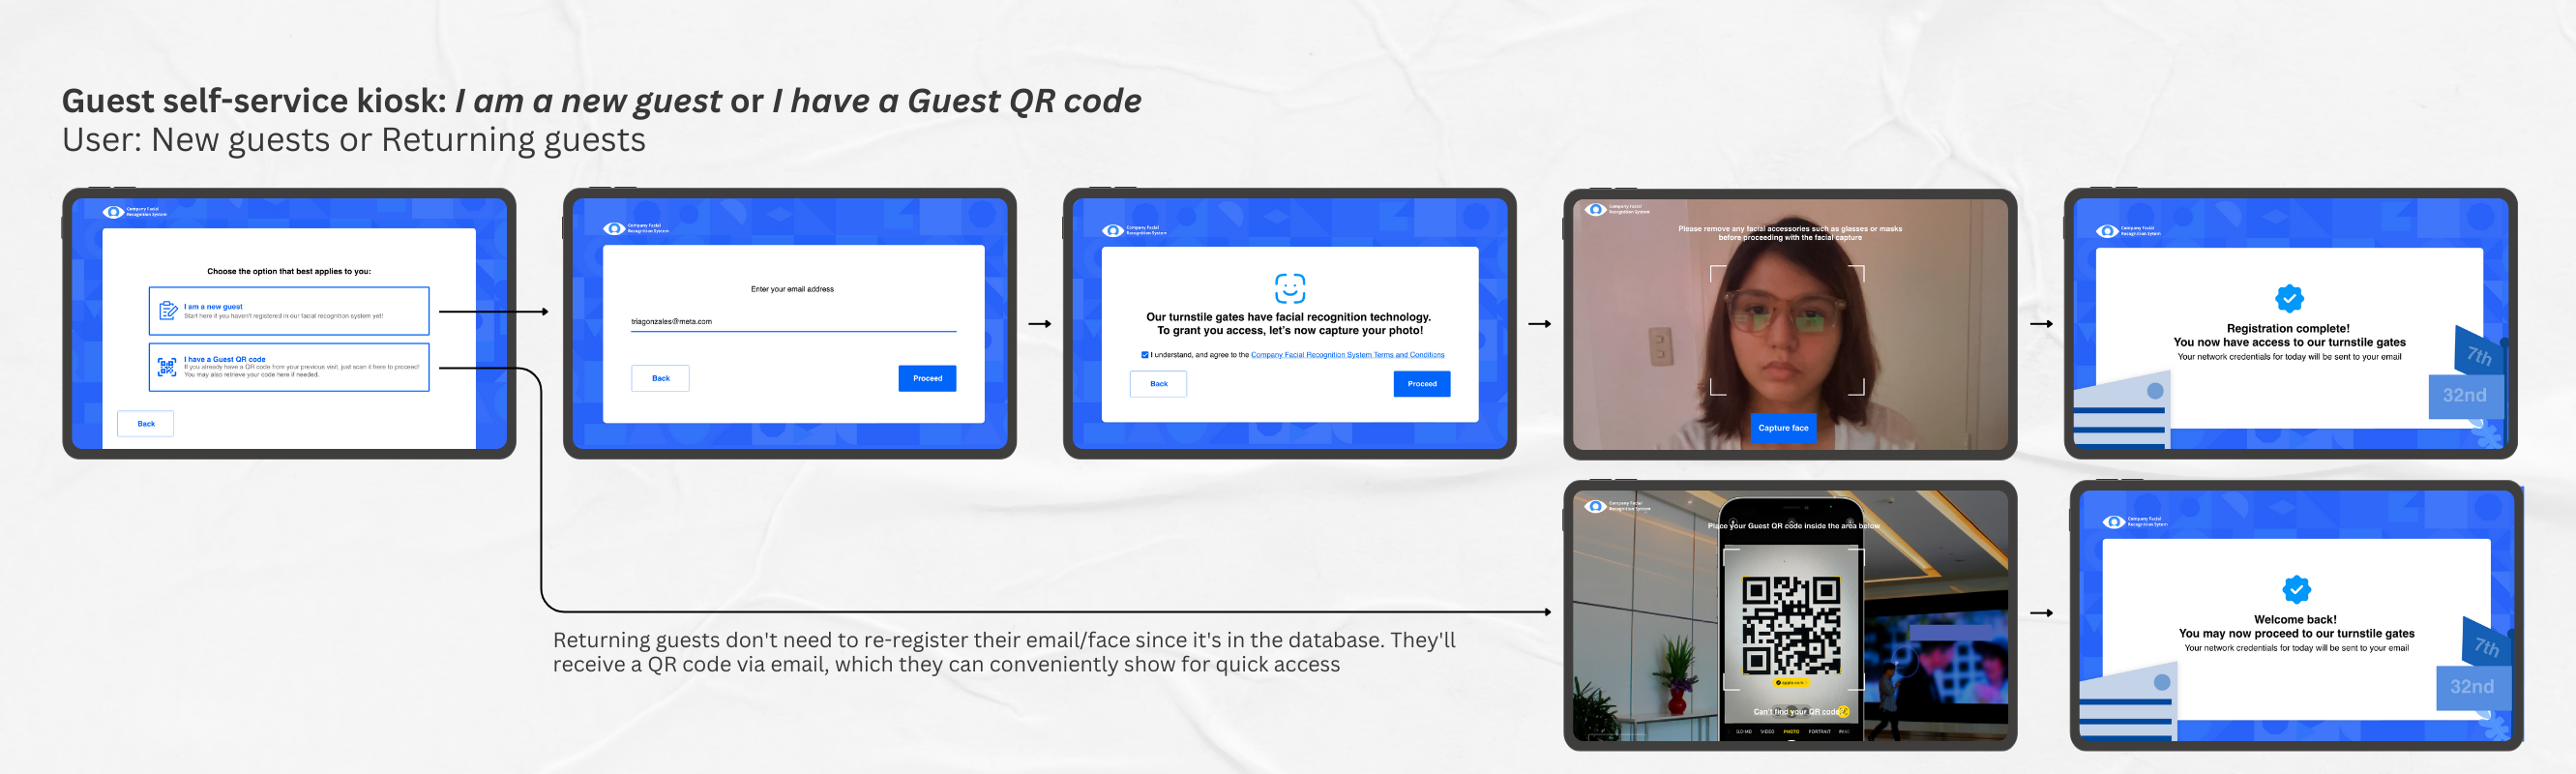 Guest self-service kiosk: I am a new guest or I have a Guest QR code
User: New guests or Returning guests
Company Facial
Recognition System
Choose the option that best applies to you:
I am a new guest
Start here if you haven't registered in our facial recognition system yet!
I have a Guest QR code
If you already have a QR code from your previous visit, just scan it here to proceed!
You may also retrieve your code here if needed.
Back
Company Facial
Recognition System
Enter your email address
triagonzales@meta.com
Back
Proceed
Company Facial
Recognition System
Our turnstile gates have facial recognition technology.
To grant you access, let's now capture your photo!
I understand, and agree to the Company Facial Recognition System Terms and Conditions
Back
Proceed
Company Facial
Recognition System
Please remove any facial accessories such as glasses or masks
before proceeding with the facial capture
Capture face
Company Facial
Recognition System
Registration complete!
You now have access to our turnstile gates
Your network credentials for today will be sent to your email
7th
32nd
Returning guests don't need to re-register their email/face since it's in the database. They'll
receive a QR code via email, which they can conveniently show for quick access
Company Facial
Recognition System
Place your Guest QR code inside the area below
apple.com
Can't find your QR code
SLO-MO VIDEO PHOTO PORTRAIT
Company Facial
Recognition System
Welcome back!
You may now proceed to our turnstile gates
Your network credentials for today will be sent to your email
7th
32nd